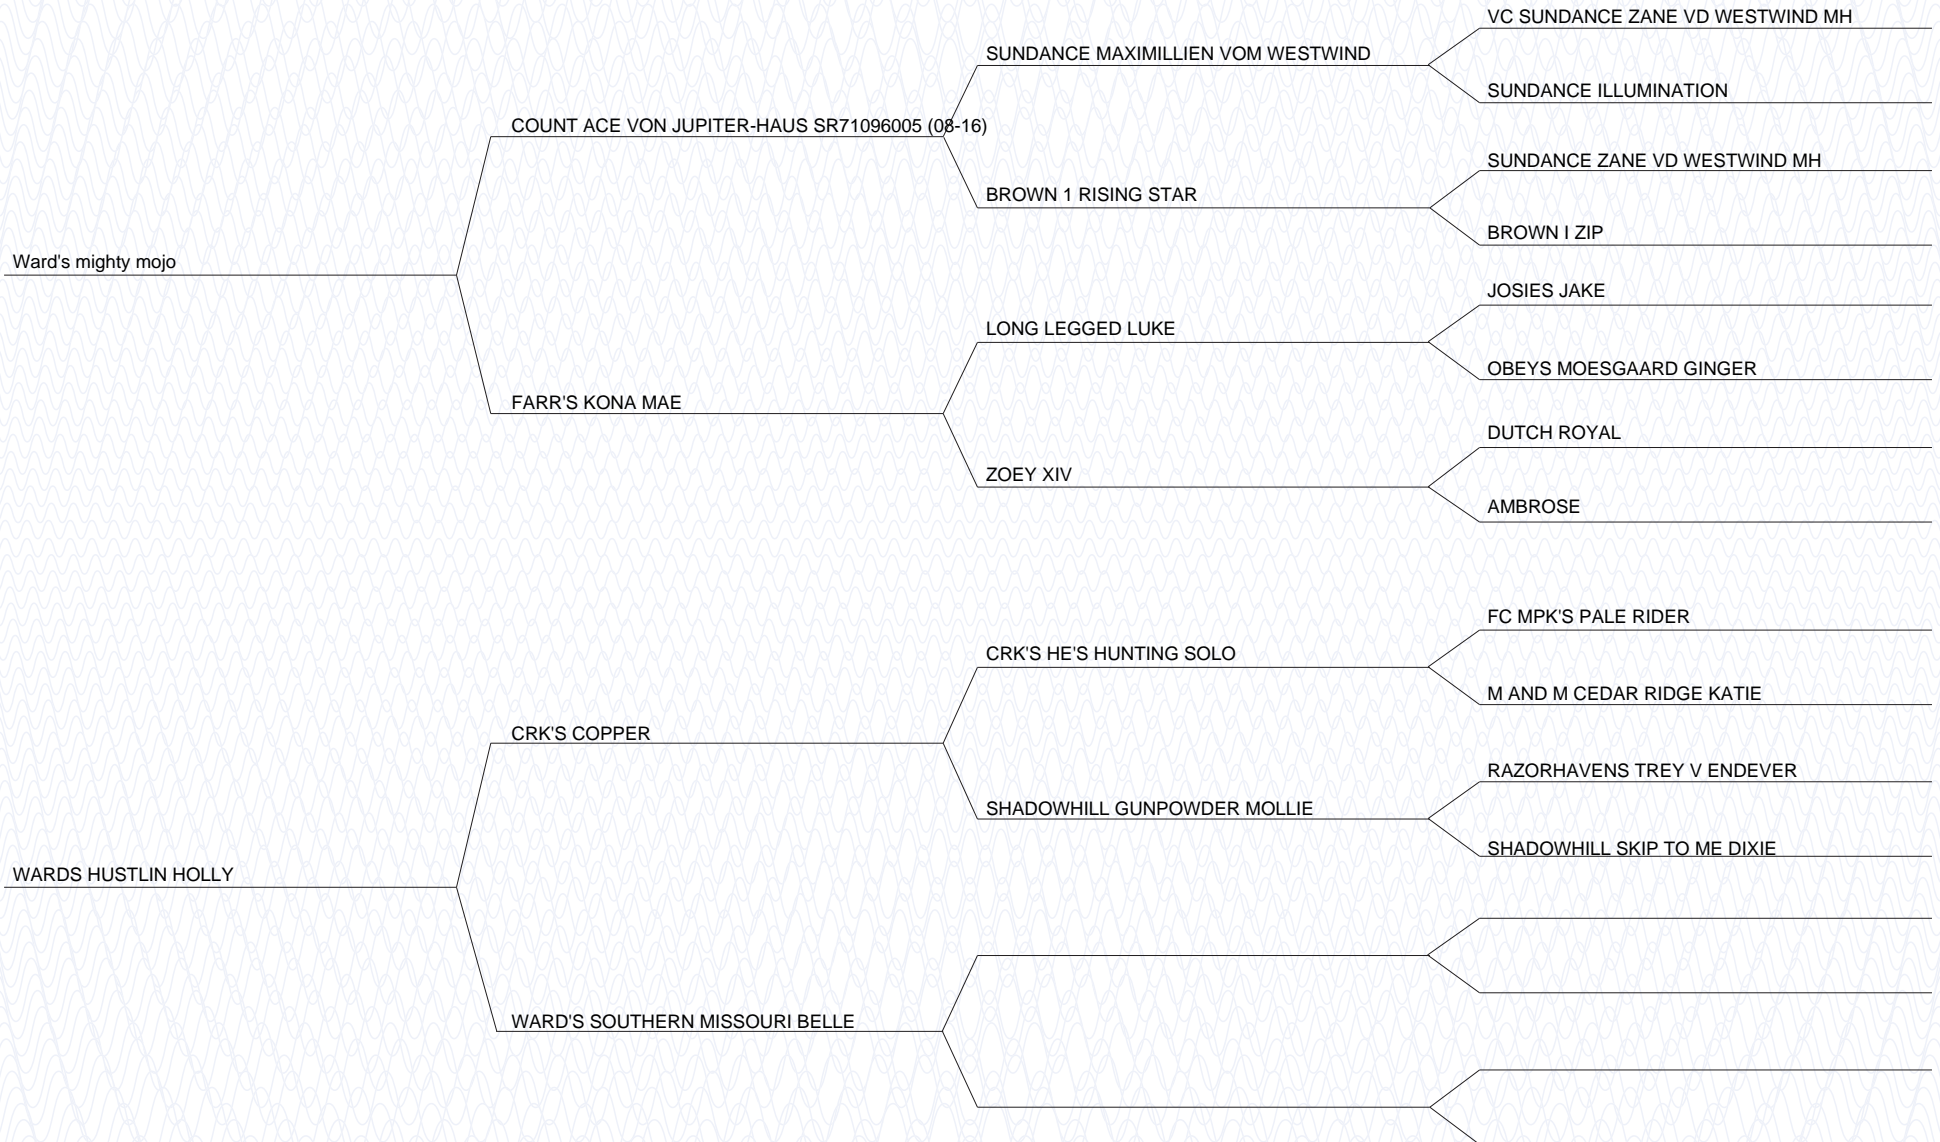 VC SUNDANCE ZANE VD WESTWIND MH
SUNDANCE MAXIMILLIEN VOM WESTWIND
SUNDANCE ILLUMINATION
COUNT ACE VON JUPITER-HAUS SR71096005 (08-16)
SUNDANCE ZANE VD WESTWIND MH
BROWN 1 RISING STAR
BROWN I ZIP
Ward's mighty mojo
JOSIES JAKE
LONG LEGGED LUKE
OBEYS MOESGAARD GINGER
FARR'S KONA MAE
DUTCH ROYAL
ZOEY XIV
AMBROSE
FC MPK'S PALE RIDER
CRK'S HE'S HUNTING SOLO
M AND M CEDAR RIDGE KATIE
CRK'S COPPER
RAZORHAVENS TREY V ENDEVER
SHADOWHILL GUNPOWDER MOLLIE
SHADOWHILL SKIP TO ME DIXIE
WARDS HUSTLIN HOLLY
WARD'S SOUTHERN MISSOURI BELLE